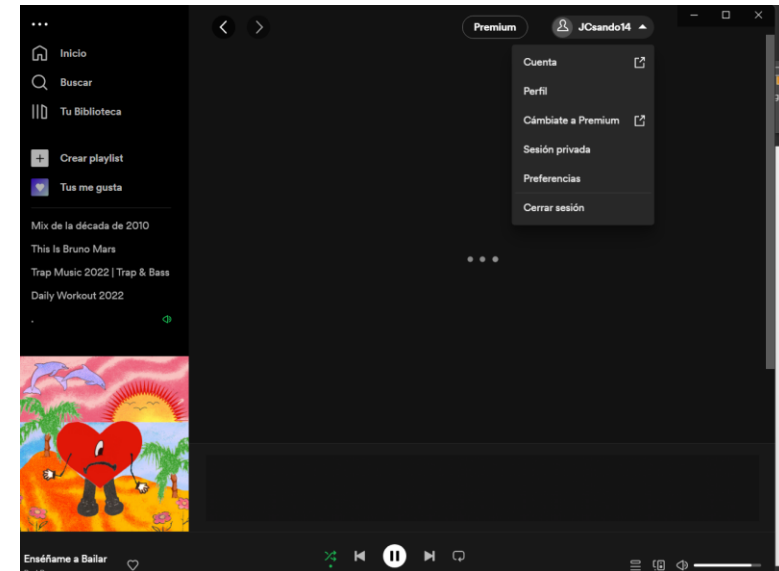 Inicio
Buscar
Tu Biblioteca
Crear playlist
Tus me gusta
Mix de la década de 2010
This Is Bruno Mars
Trap Music 2022 | Trap & Bass
Daily Workout 2022
.
Premium
JCsando14
Cuenta
Perfil
Cámbiate a Premium
Sesión privada
Preferencias
Cerrar sesión
Enséñame a Bailar